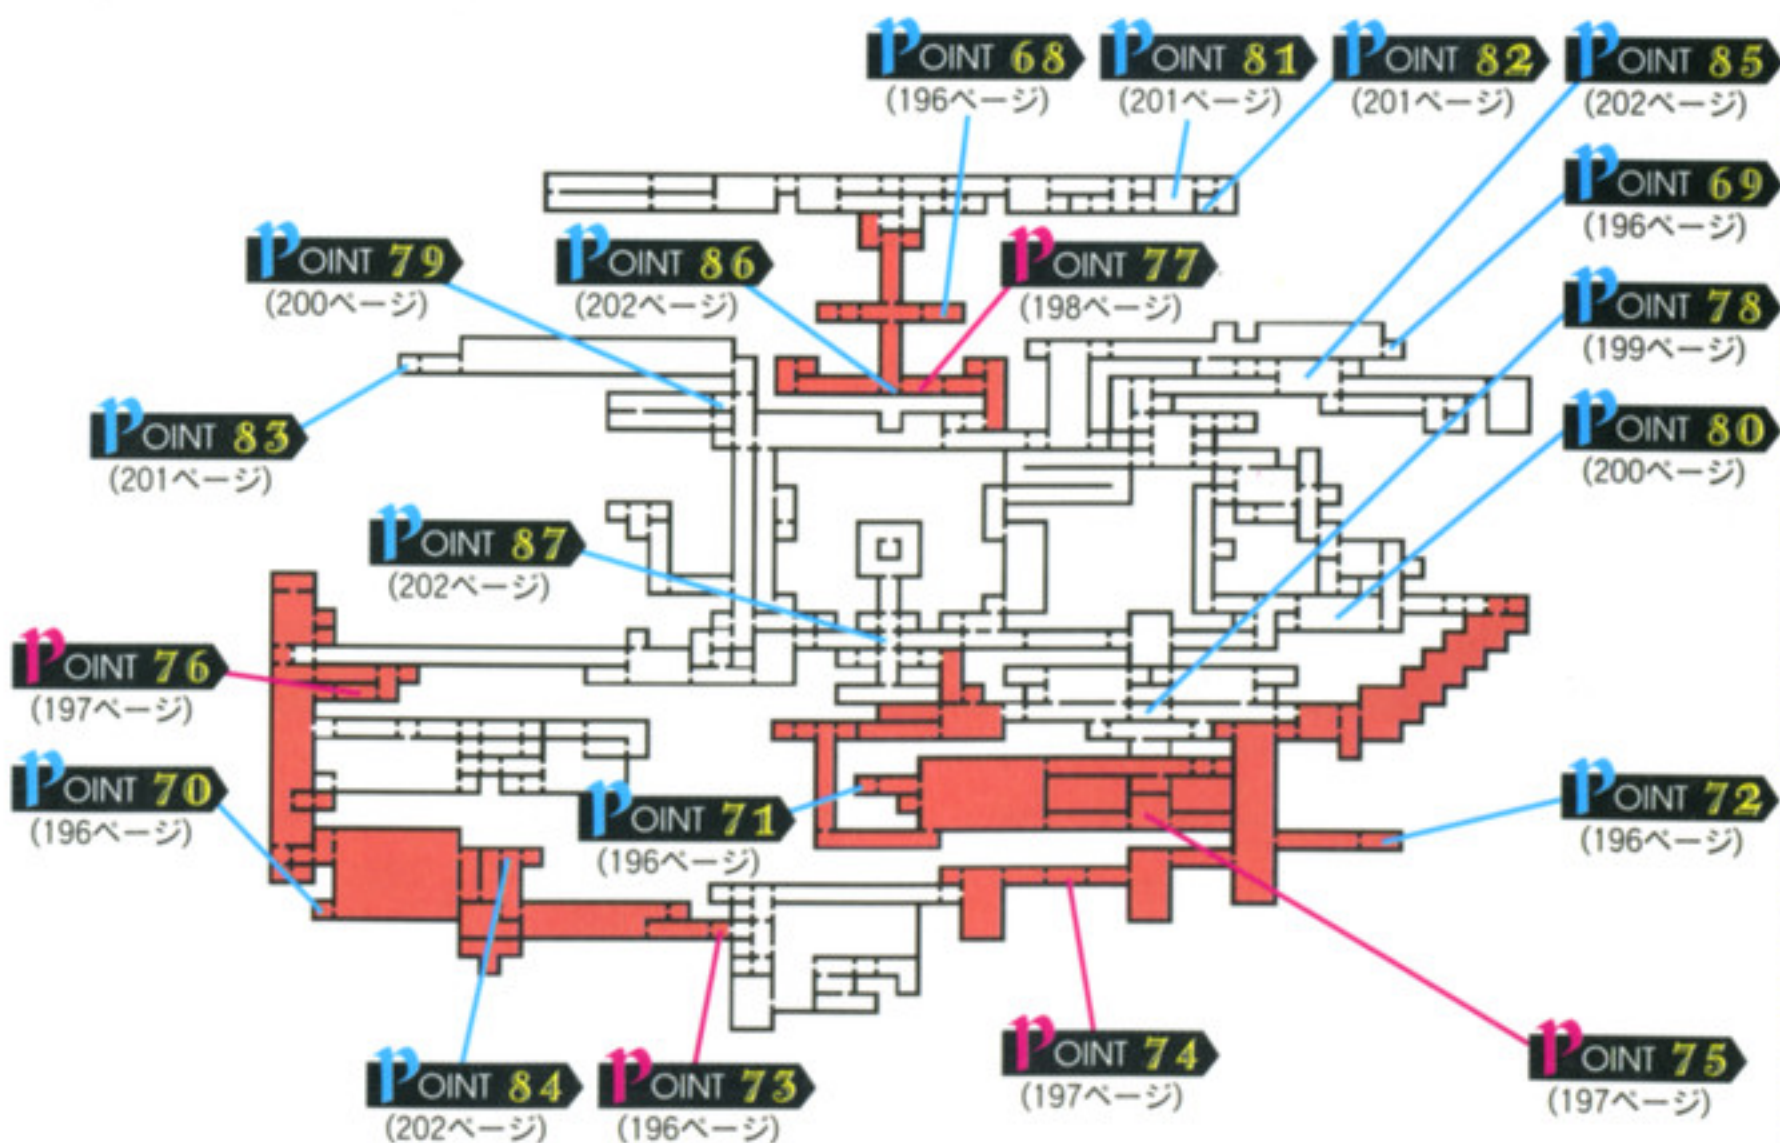 POINT 68
(196ページ)
POINT 81
(201ページ)
POINT 82
(201ページ)
POINT 85
(202ページ)
POINT 69
(196ページ)
POINT 79
(200ページ)
POINT 86
(202ページ)
POINT 77
(198ページ)
POINT 78
(199ページ)
POINT 83
(201ページ)
POINT 80
(200ページ)
POINT 87
(202ページ)
POINT 76
(197ページ)
POINT 70
(196ページ)
POINT 71
(196ページ)
POINT 72
(196ページ)
POINT 84
(202ページ)
POINT 73
(196ページ)
POINT 74
(197ページ)
POINT 75
(197ページ)